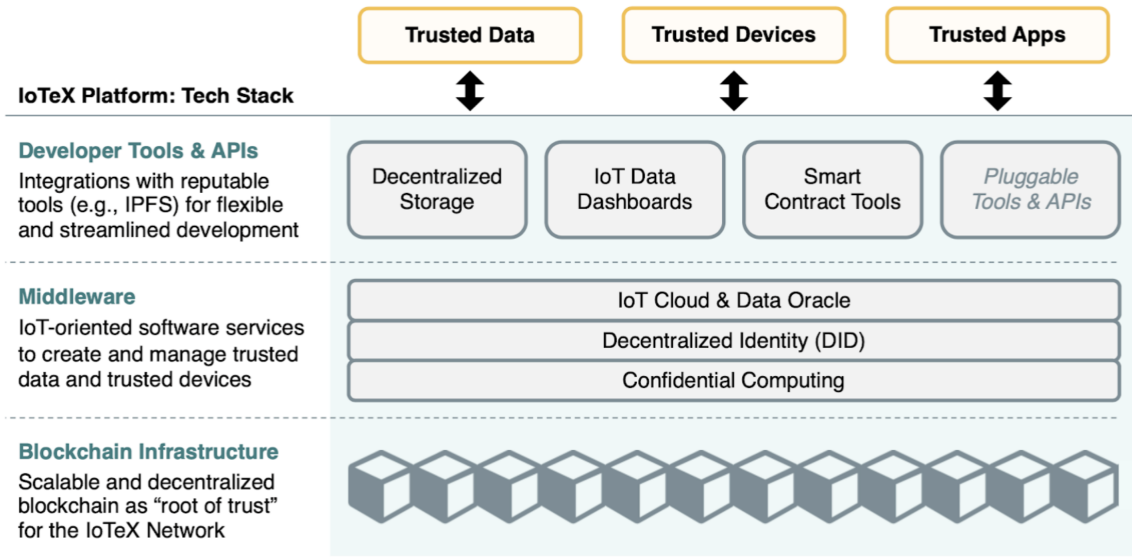 Trusted Data
Trusted Devices
Trusted Apps
IoTeX Platform: Tech Stack
Developer Tools & APIs
Integrations with reputable
tools (e.g., IPFS) for flexible
and streamlined development
Decentralized
Storage
IoT Data
Dashboards
Smart
Contract Tools
Pluggable
Tools & APIs
Middleware
IoT-oriented software services
to create and manage trusted
data and trusted devices
IoT Cloud & Data Oracle
Decentralized Identity (DID)
Confidential Computing
Blockchain Infrastructure
Scalable and decentralized
blockchain as “root of trust”
for the IoTeX Network